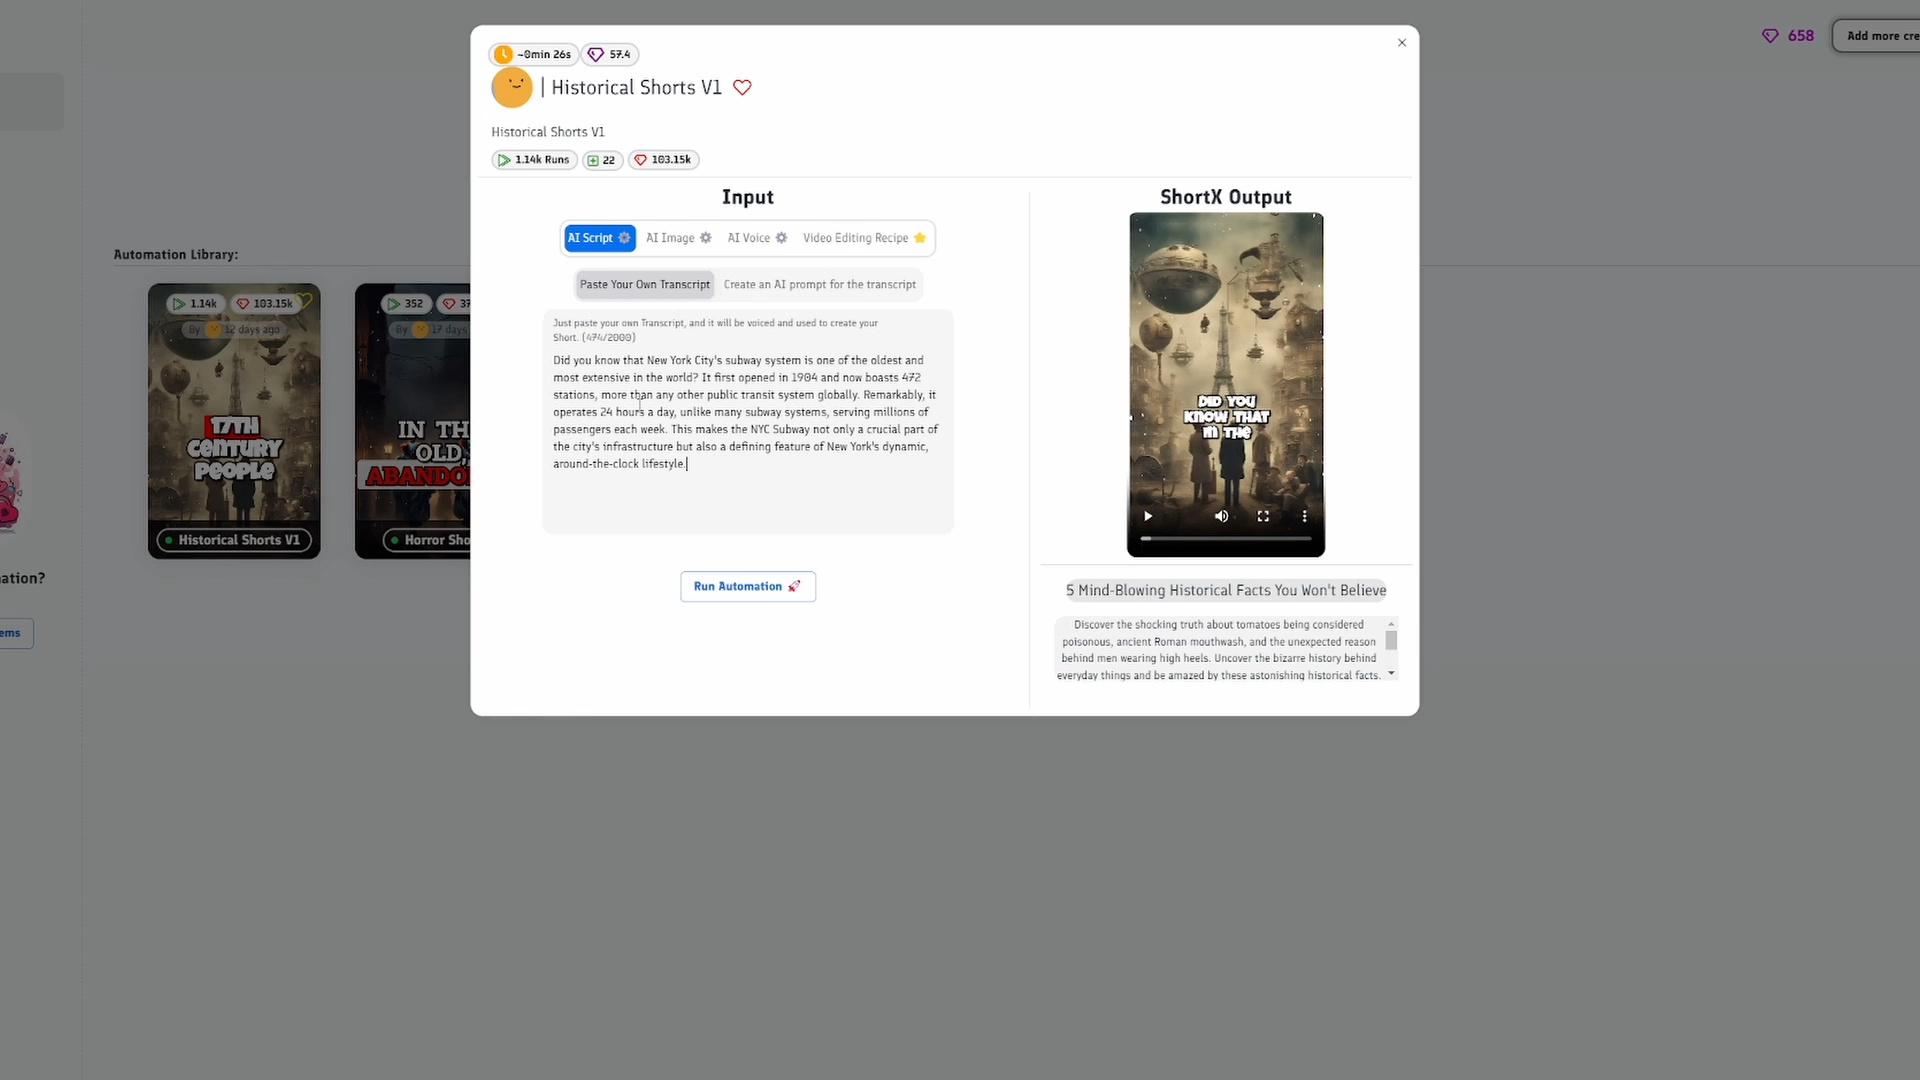 ~0min 26s 57.4
658
Add more cre
| Historical Shorts V1
Historical Shorts V1
1.14k Runs 22 103.15k
Input
AI Script AI Image AI Voice Video Editing Recipe
Paste Your Own Transcript Create an AI prompt for the transcript
Just paste your own Transcript, and it will be voiced and used to create your
Short. (474/2000)
Did you know that New York City's subway system is one of the oldest and
most extensive in the world? It first opened in 1904 and now boasts 472
stations, more than any other public transit system globally. Remarkably, it
operates 24 hours a day, unlike many subway systems, serving millions of
passengers each week. This makes the NYC Subway not only a crucial part of
the city's infrastructure but also a defining feature of New York's dynamic,
around-the-clock lifestyle.
Run Automation
ShortX Output
DID YOU
KNOW THAT
IN THE
5 Mind-Blowing Historical Facts You Won't Believe
Discover the shocking truth about tomatoes being considered
poisonous, ancient Roman mouthwash, and the unexpected reason
behind men wearing high heels. Uncover the bizarre history behind
everyday things and be amazed by these astonishing historical facts.
Automation Library:
1.14k 103.15k
By 12 days ago
17TH
CENTURY
PEOPLE
Historical Shorts V1
352 37
By 17 days
IN TH
OLD,
ABANDO
Horror Sho
ation?
ems